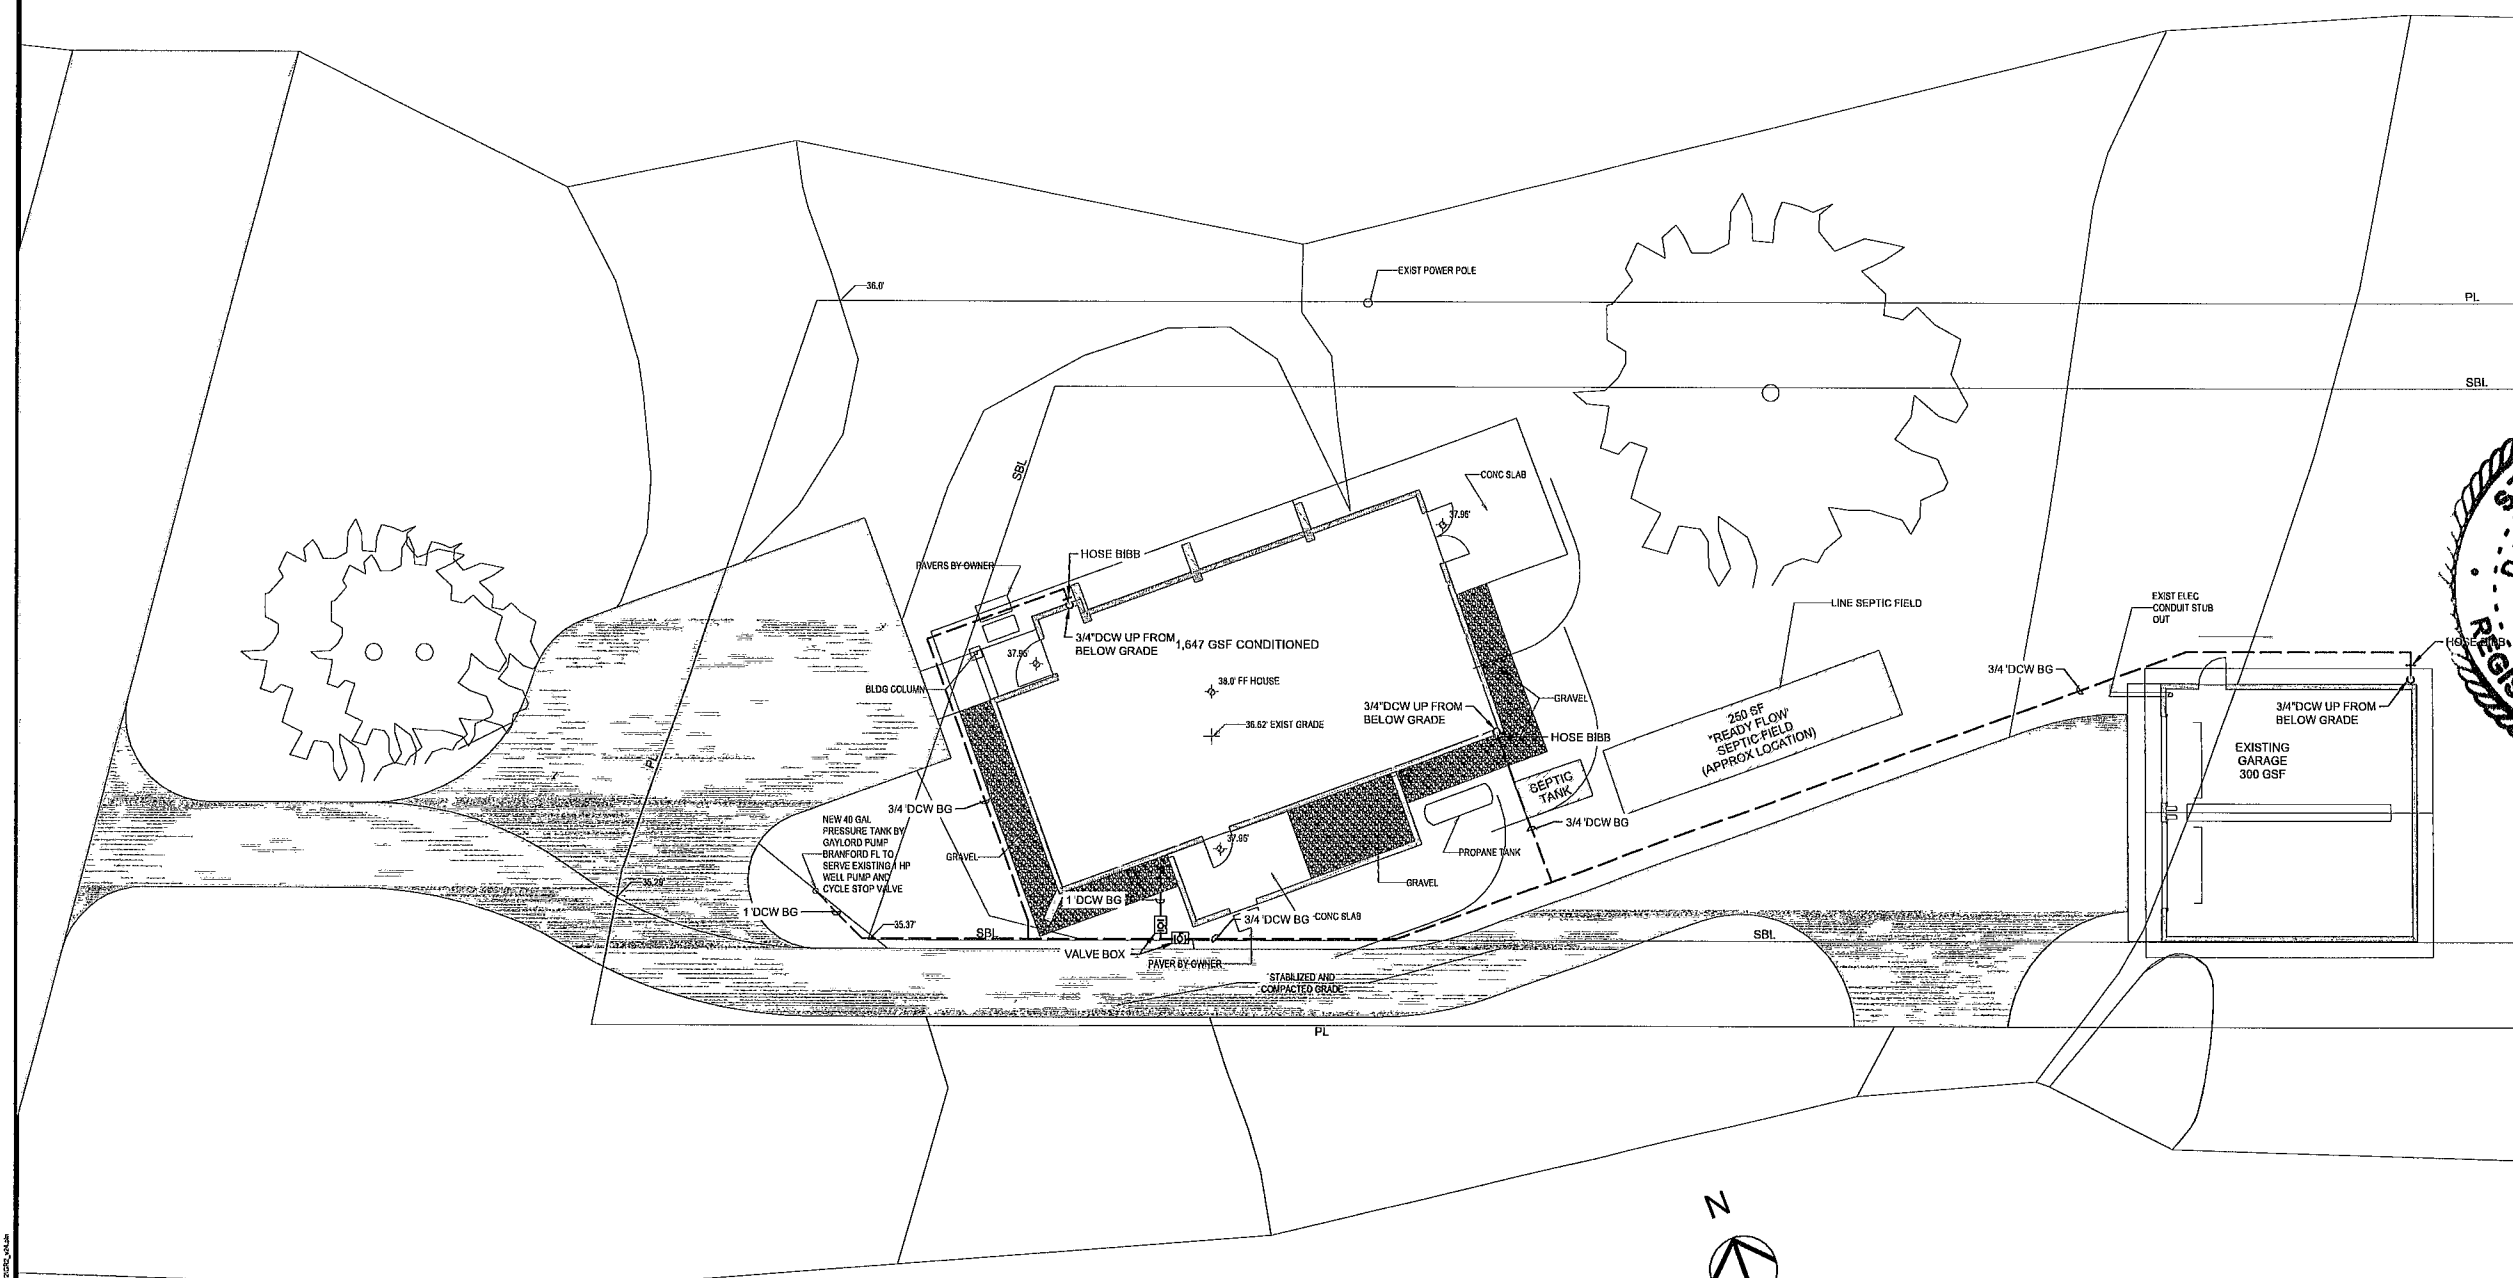 EXIST POWER POLE
36.0'
PL
SBL
SBL
CONC SLAB
37.96'
HOSE BIBB
PAVERS BY OWNER
3/4"DCW UP FROM
BELOW GRADE
1,647 GSF CONDITIONED
37.95'
BLDG COLUMN
38.0' FF HOUSE
36.62' EXIST GRADE
3/4"DCW UP FROM
BELOW GRADE
GRAVEL
HOSE BIBB
LINE SEPTIC FIELD
250 SF
"READY FLOW"
SEPTIC FIELD
(APPROX LOCATION)
EXIST ELEC
CONDUIT STUB
OUT
HOSE BIBB
3/4 'DCW BG
3/4"DCW UP FROM
BELOW GRADE
EXISTING
GARAGE
300 GSF
REGIS
PL
SEPTIC
TANK
3/4 'DCW BG
3/4 'DCW BG
NEW 40 GAL
PRESSURE TANK BY
GAYLORD PUMP
BRANFORD FL TO
SERVE EXISTING 1 HP
WELL PUMP AND
CYCLE STOP VALVE
GRAVEL
37.95'
PROPANE TANK
GRAVEL
1 'DCW BG
1 'DCW BG
3/4 'DCW BG
CONC SLAB
35.37'
SBL
SBL
VALVE BOX
PAVER BY OWNER
STABILIZED AND
COMPACTED GRADE
PL
N